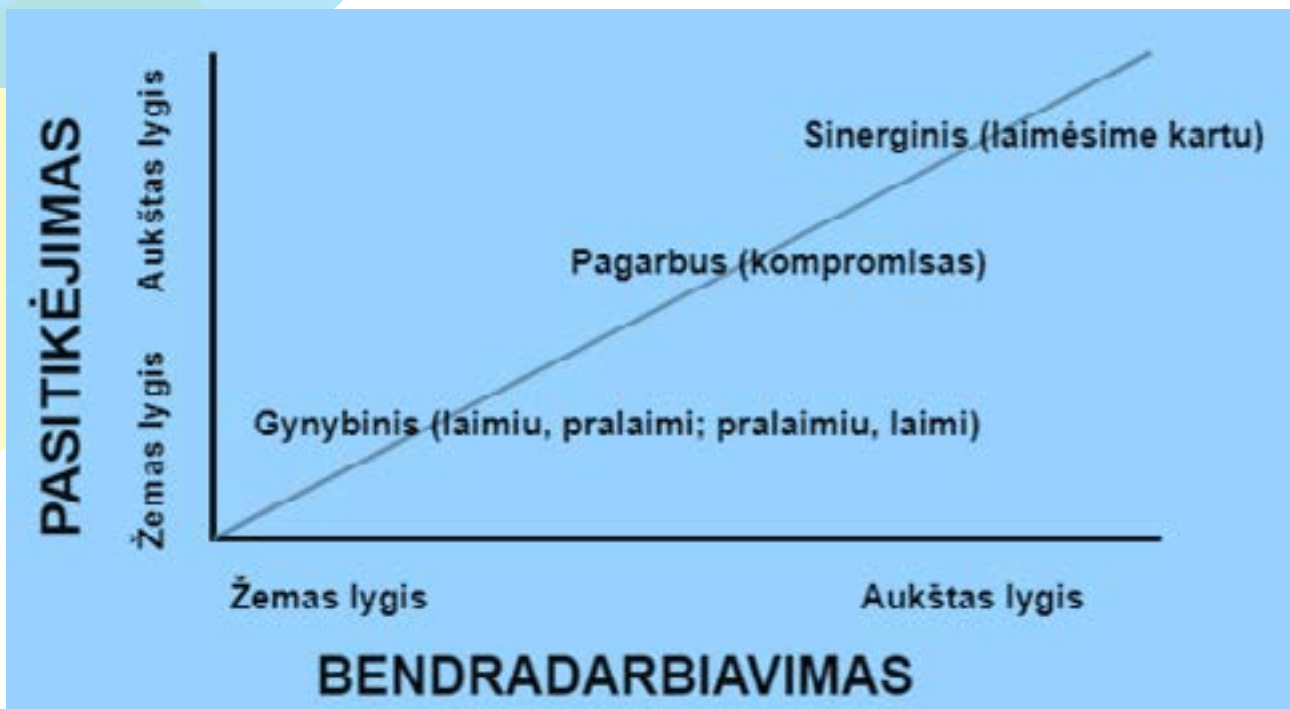 PASITIKĖJIMAS
Aukštas lygis
Žemas lygis
Sinerginis (laimėsime kartu)
Pagarbus (kompromisas)
Gynybinis (laimiu, pralaimi; pralaimiu, laimi)
Žemas lygis
Aukštas lygis
BENDRADARBIAVIMAS